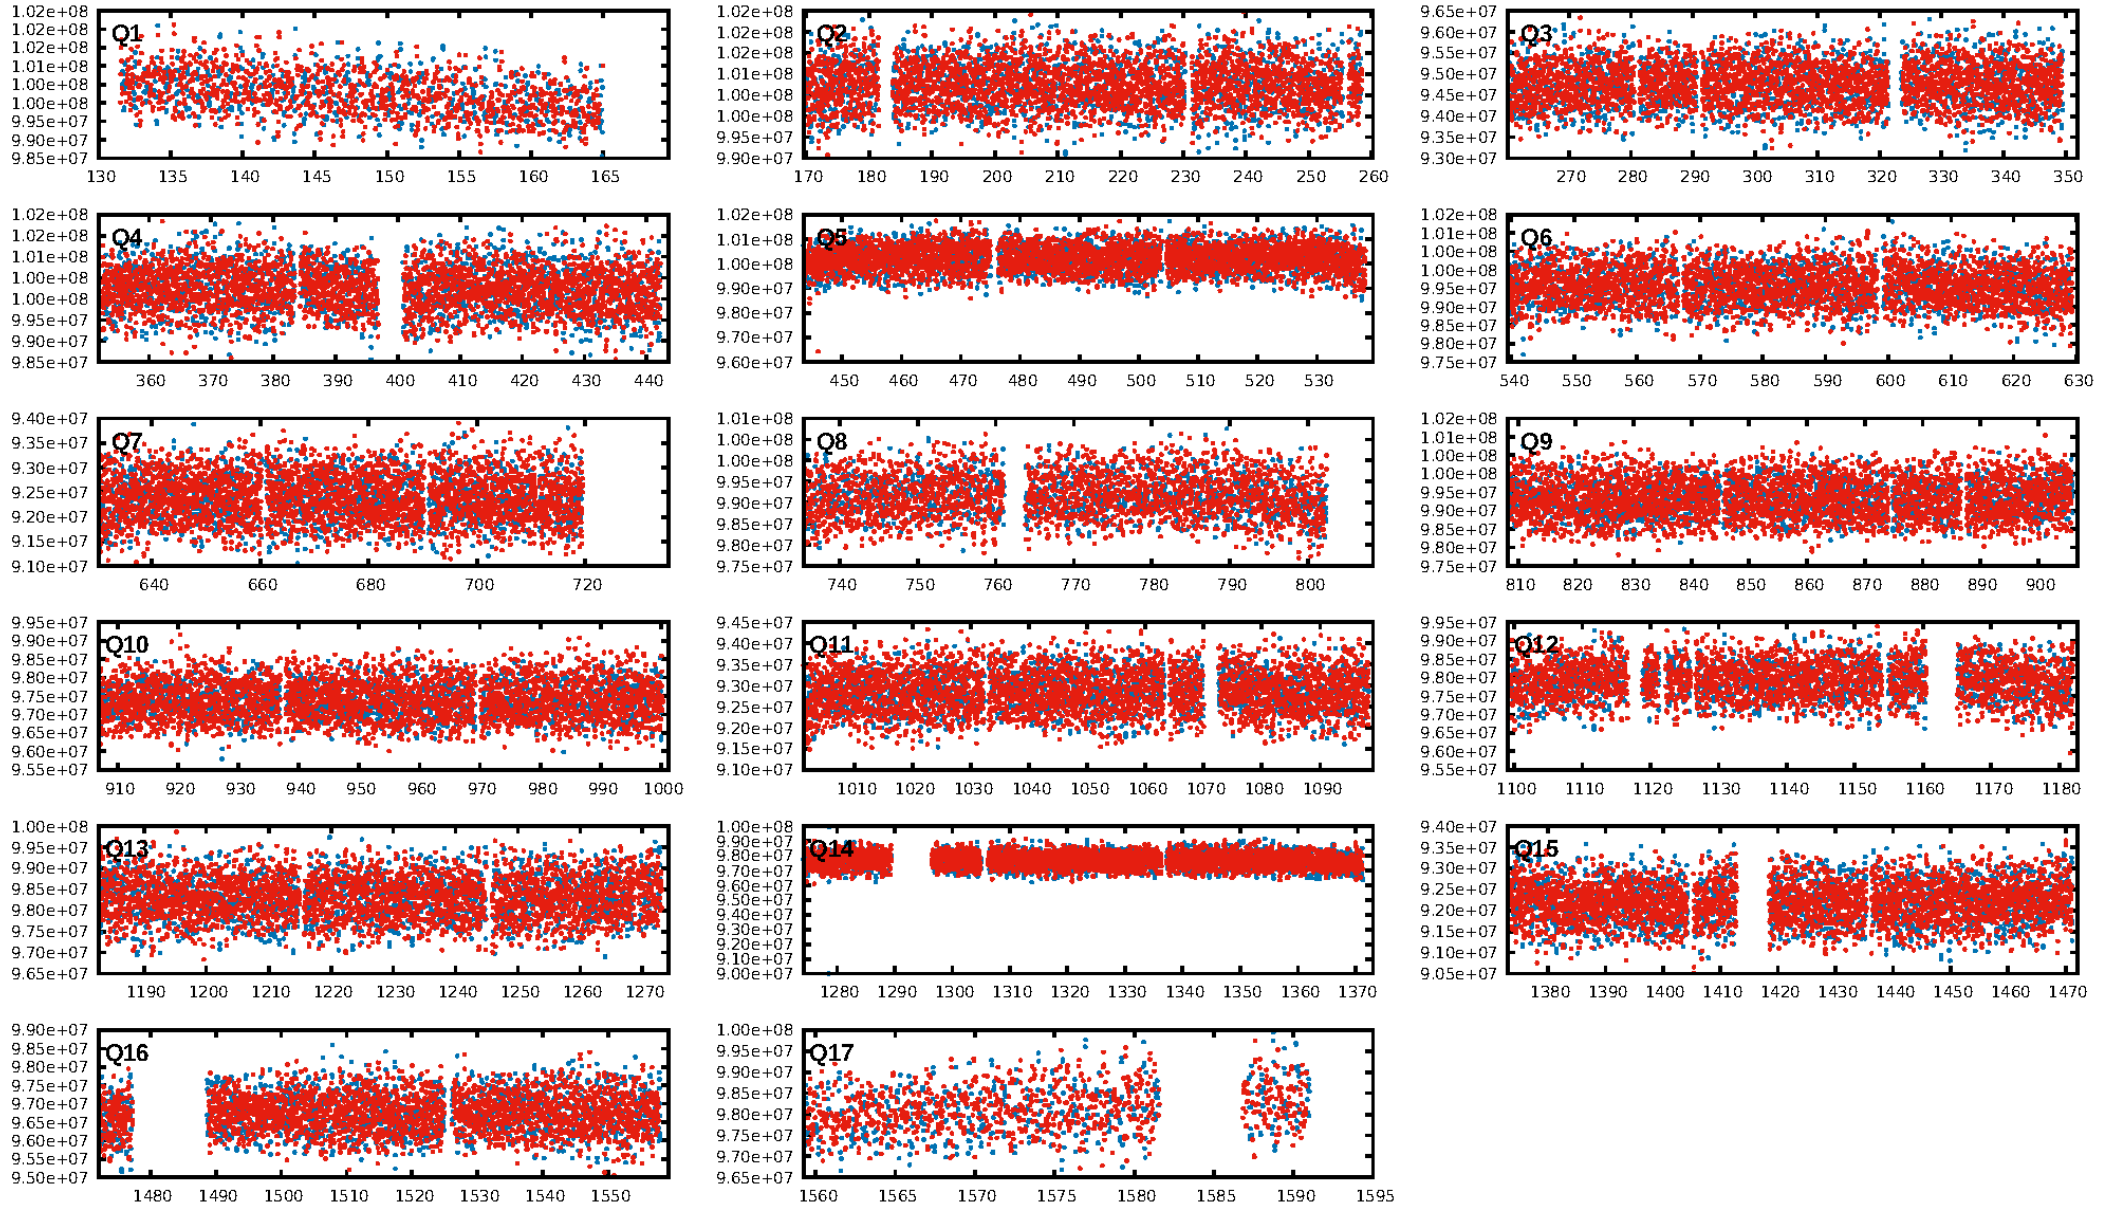 Q1
1.02e+08
1.02e+08
1.01e+08
1.01e+08
1.00e+08
1.00e+08
9.95e+07
9.90e+07
9.85e+07
130 135 140 145 150 155 160 165
Q2
1.02e+08
1.02e+08
1.01e+08
1.01e+08
1.00e+08
1.00e+08
9.95e+07
9.90e+07
170 180 190 200 210 220 230 240 250 260
Q3
9.65e+07
9.60e+07
9.55e+07
9.50e+07
9.45e+07
9.40e+07
9.35e+07
9.30e+07
270 280 290 300 310 320 330 340 350
Q4
1.02e+08
1.02e+08
1.01e+08
1.00e+08
1.00e+08
9.95e+07
9.90e+07
9.85e+07
360 370 380 390 400 410 420 430 440
Q5
1.02e+08
1.01e+08
1.00e+08
9.90e+07
9.80e+07
9.70e+07
9.60e+07
450 460 470 480 490 500 510 520 530
Q6
1.02e+08
1.01e+08
1.00e+08
1.00e+08
9.95e+07
9.90e+07
9.85e+07
9.80e+07
9.75e+07
540 550 560 570 580 590 600 610 620 630
Q7
9.40e+07
9.35e+07
9.30e+07
9.25e+07
9.20e+07
9.15e+07
9.10e+07
640 660 680 700 720
Q8
1.01e+08
1.00e+08
1.00e+08
9.95e+07
9.90e+07
9.85e+07
9.80e+07
9.75e+07
740 750 760 770 780 790 800
Q9
1.02e+08
1.01e+08
1.00e+08
1.00e+08
9.95e+07
9.90e+07
9.85e+07
9.80e+07
9.75e+07
810 820 830 840 850 860 870 880 890 900
Q10
9.95e+07
9.90e+07
9.85e+07
9.80e+07
9.75e+07
9.70e+07
9.65e+07
9.60e+07
9.55e+07
910 920 930 940 950 960 970 980 990 1000
Q11
9.45e+07
9.40e+07
9.35e+07
9.30e+07
9.25e+07
9.20e+07
9.15e+07
9.10e+07
1010 1020 1030 1040 1050 1060 1070 1080 1090
Q12
9.95e+07
9.90e+07
9.85e+07
9.80e+07
9.75e+07
9.70e+07
9.65e+07
9.60e+07
9.55e+07
1100 1110 1120 1130 1140 1150 1160 1170 1180
Q13
1.00e+08
9.95e+07
9.90e+07
9.85e+07
9.80e+07
9.75e+07
9.70e+07
9.65e+07
1190 1200 1210 1220 1230 1240 1250 1260 1270
Q14
1.00e+08
9.90e+07
9.80e+07
9.70e+07
9.60e+07
9.50e+07
9.40e+07
9.30e+07
9.20e+07
9.10e+07
9.00e+07
1280 1290 1300 1310 1320 1330 1340 1350 1360 1370
Q15
9.40e+07
9.35e+07
9.30e+07
9.25e+07
9.20e+07
9.15e+07
9.10e+07
9.05e+07
1380 1390 1400 1410 1420 1430 1440 1450 1460 1470
Q16
9.90e+07
9.85e+07
9.80e+07
9.75e+07
9.70e+07
9.65e+07
9.60e+07
9.55e+07
9.50e+07
1480 1490 1500 1510 1520 1530 1540 1550
Q17
1.00e+08
9.95e+07
9.90e+07
9.85e+07
9.80e+07
9.75e+07
9.70e+07
9.65e+07
1560 1565 1570 1575 1580 1585 1590 1595